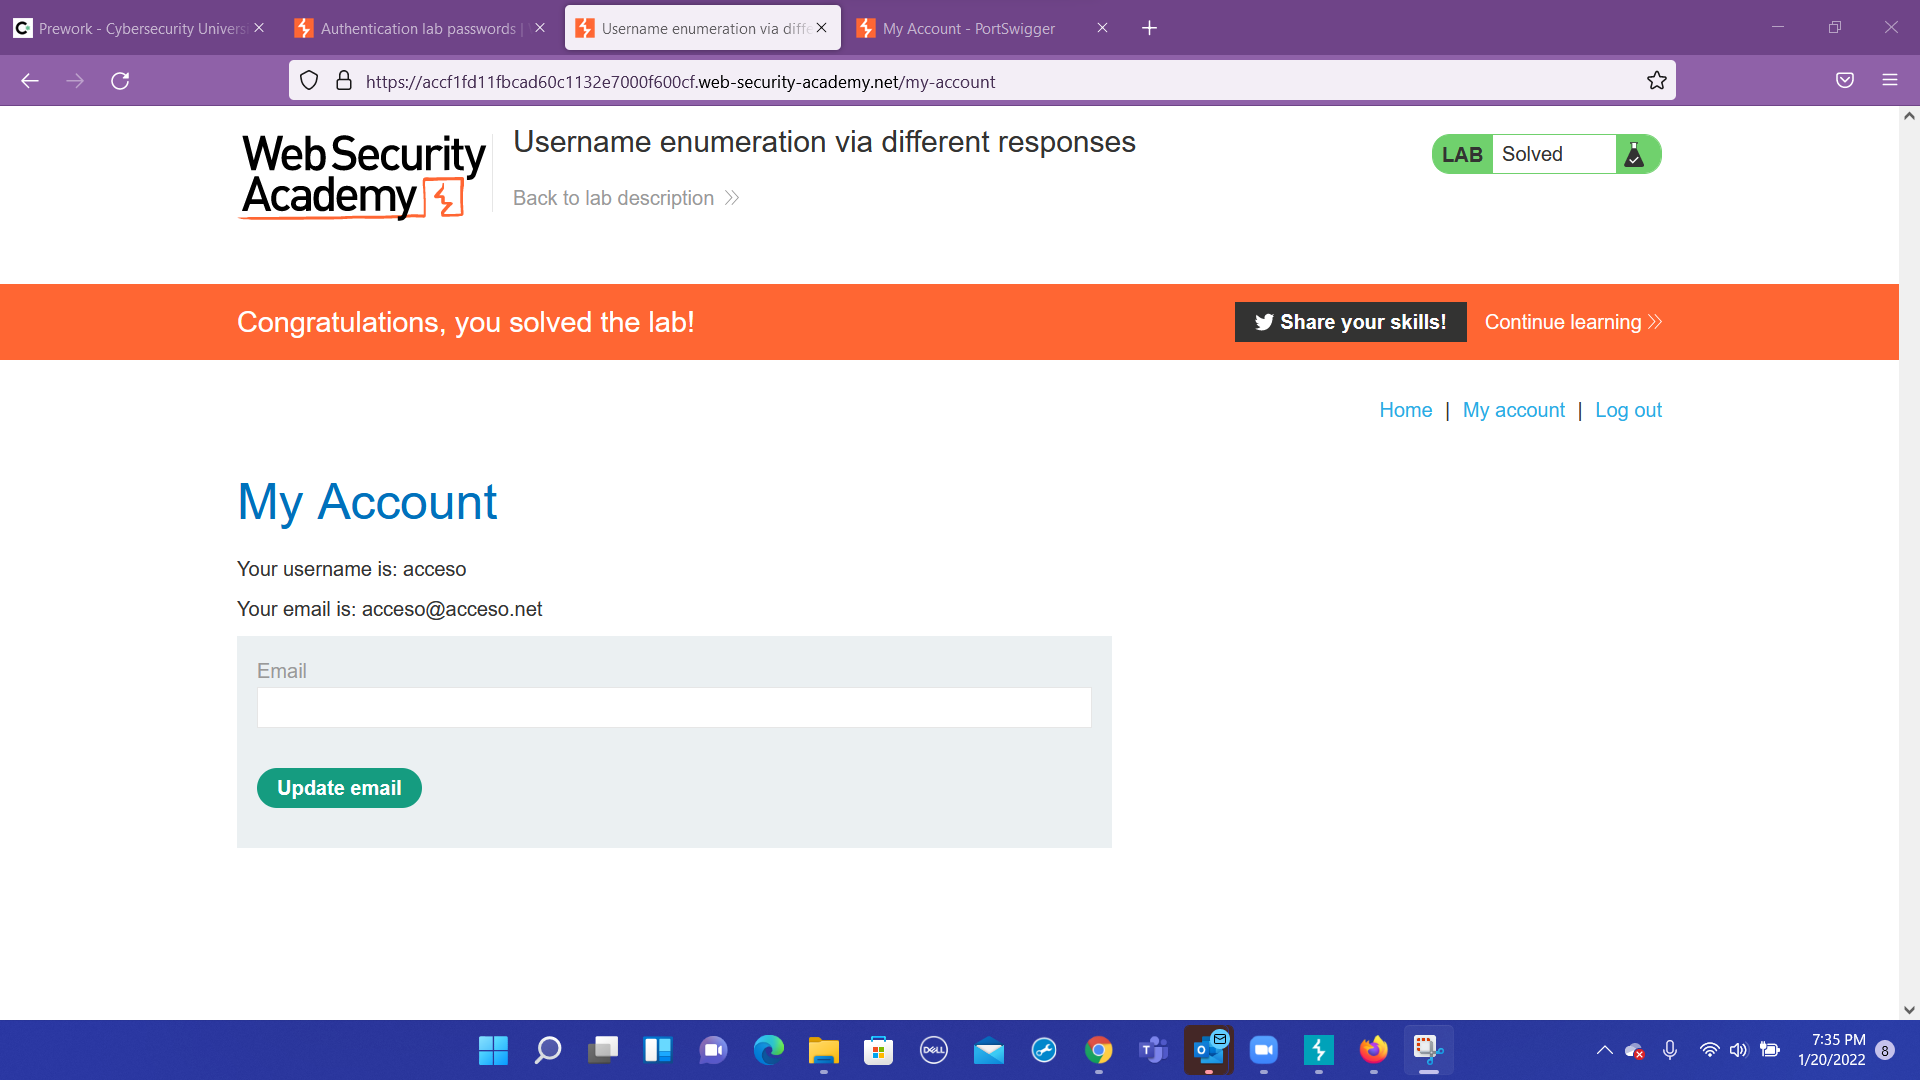 Prework - Cybersecurity Univers
Authentication lab passwords |
Username enumeration via diffe
My Account - PortSwigger
https://accf1fd11fbcad60c1132e7000f600cf.web-security-academy.net/my-account
Web Security
Academy
Username enumeration via different responses
Back to lab description
LAB Solved
Congratulations, you solved the lab!
Share your skills!
Continue learning
Home | My account | Log out
My Account
Your username is: acceso
Your email is: acceso@acceso.net
Email
Update email
DELL
7:35 PM
1/20/2022
8